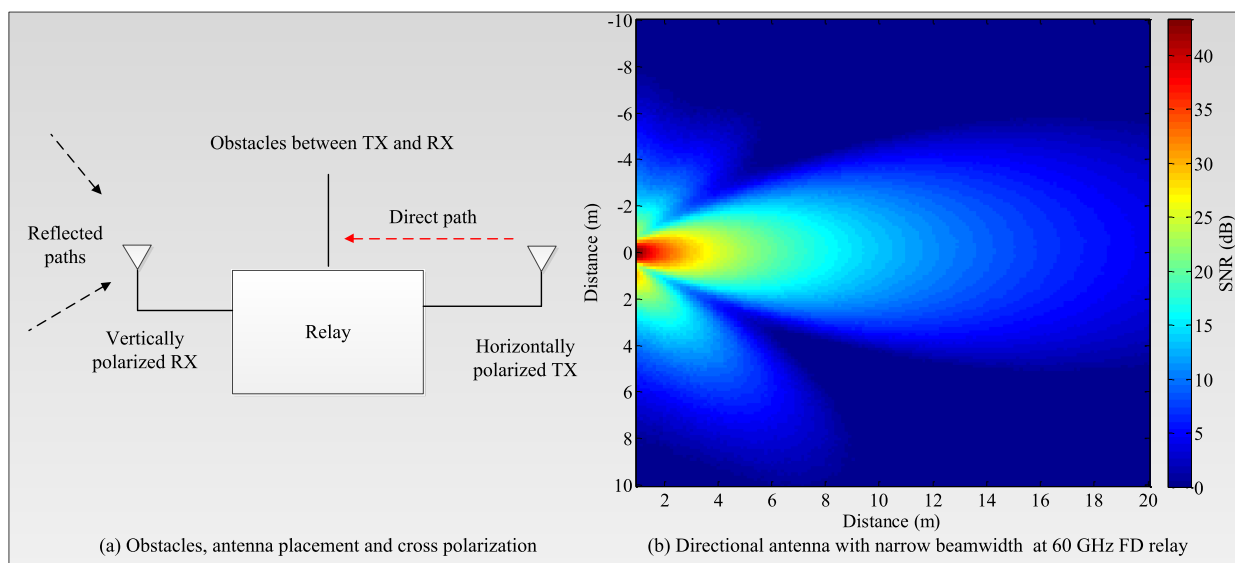 Obstacles between TX and RX
Direct path
Reflected
paths
Relay
Vertically
polarized RX
Horizontally
polarized TX
(a) Obstacles, antenna placement and cross polarization
-10
-8
-6
-4
-2
0
2
4
6
8
10
Distance (m)
2
4
6
8
10
12
14
16
18
20
Distance (m)
40
35
30
25
20
15
10
5
0
SNR (dB)
(b) Directional antenna with narrow beamwidth at 60 GHz FD relay